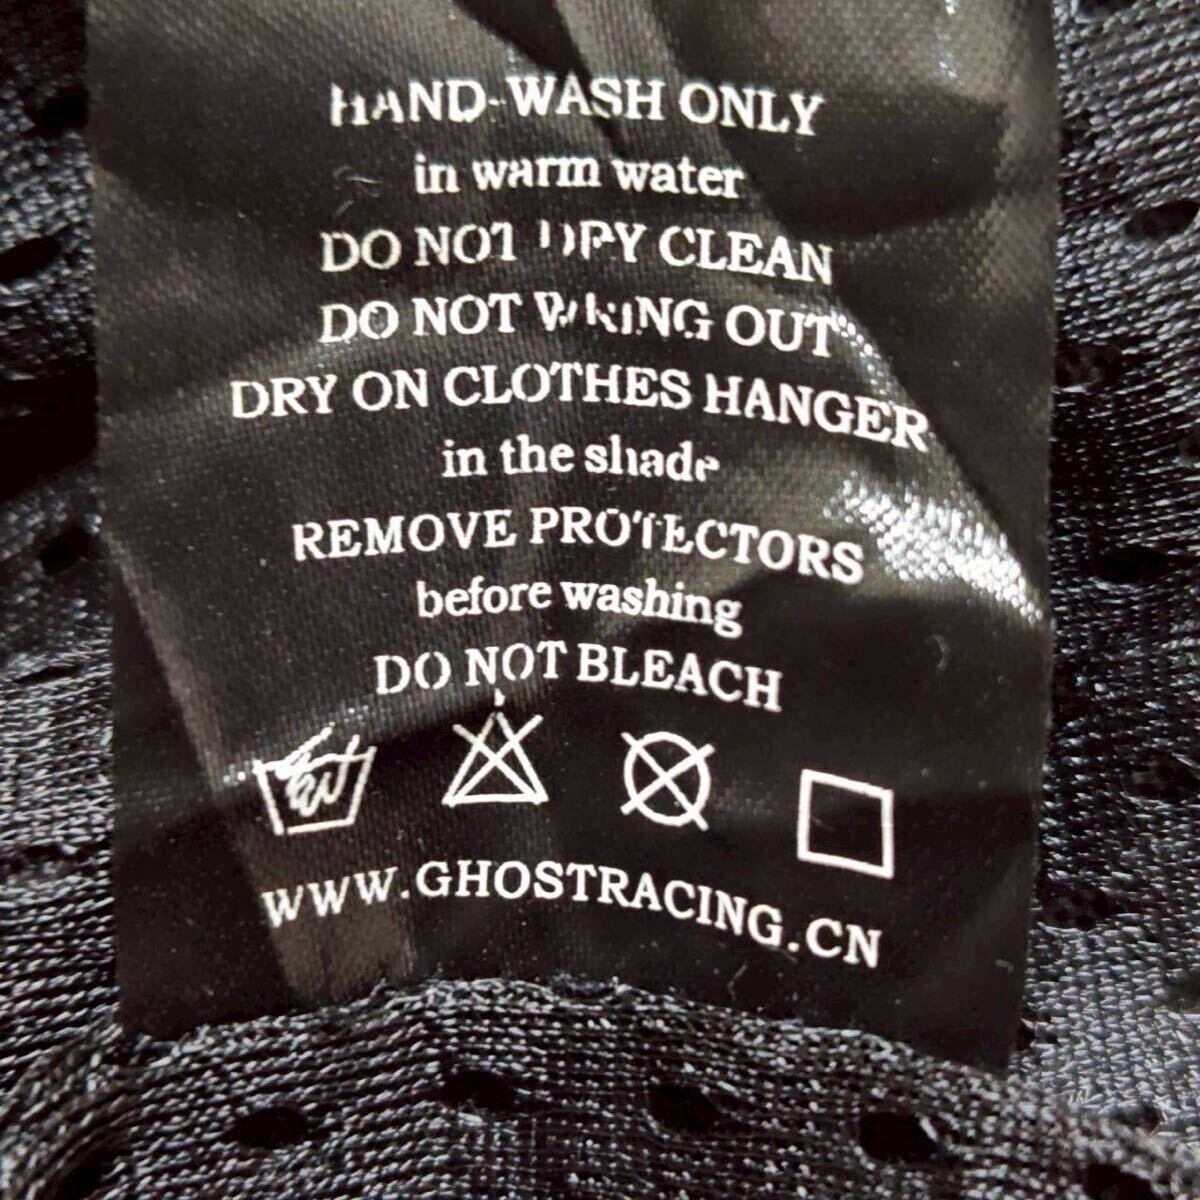 HAND-WASH ONLY
in warm water
DO NOT DRY CLEAN
DO NOT WRING OUT
DRY ON CLOTHES HANGER
in the shade
REMOVE PROTECTORS
before washing
DO NOT BLEACH
WWW.GHOSTRACING.CN